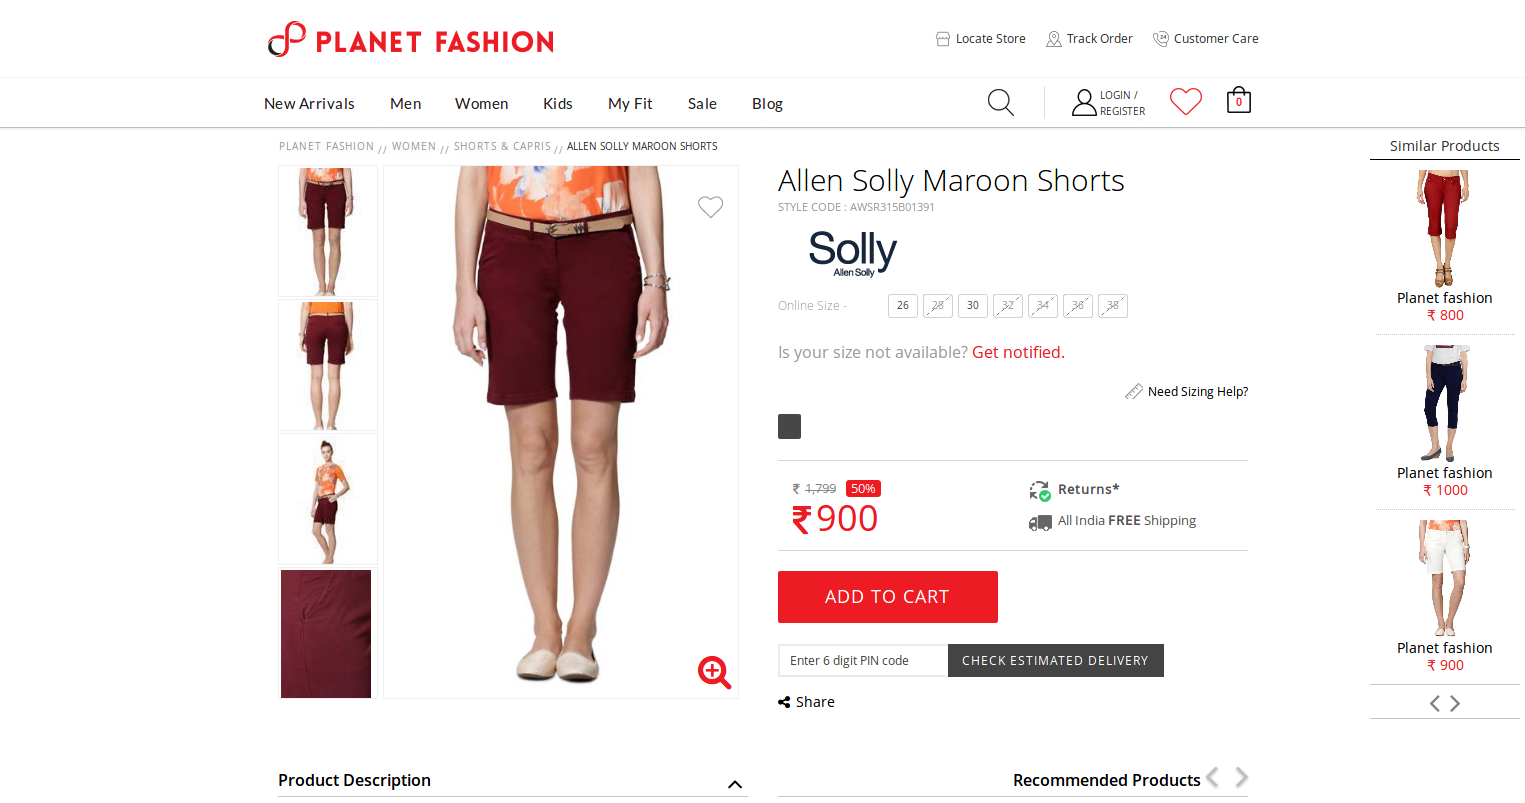 PLANET FASHION
Locate Store
Track Order
24
Customer Care
New Arrivals
Men
Women
Kids
My Fit
Sale
Blog
LOGIN /
REGISTER
0
PLANET FASHION // WOMEN // SHORTS & CAPRIS // ALLEN SOLLY MAROON SHORTS
Allen Solly Maroon Shorts
STYLE CODE : AWSR315B01391
Solly
Allen Solly
Online Size -
26
28
30
32
34
36
38
Is your size not available? Get notified.
Need Sizing Help?
₹ 1,799 50%
₹900
Returns*
All India FREE Shipping
ADD TO CART
Enter 6 digit PIN code
CHECK ESTIMATED DELIVERY
Share
Similar Products
Planet fashion
₹ 800
Planet fashion
₹ 1000
Planet fashion
₹ 900
Product Description
Recommended Products